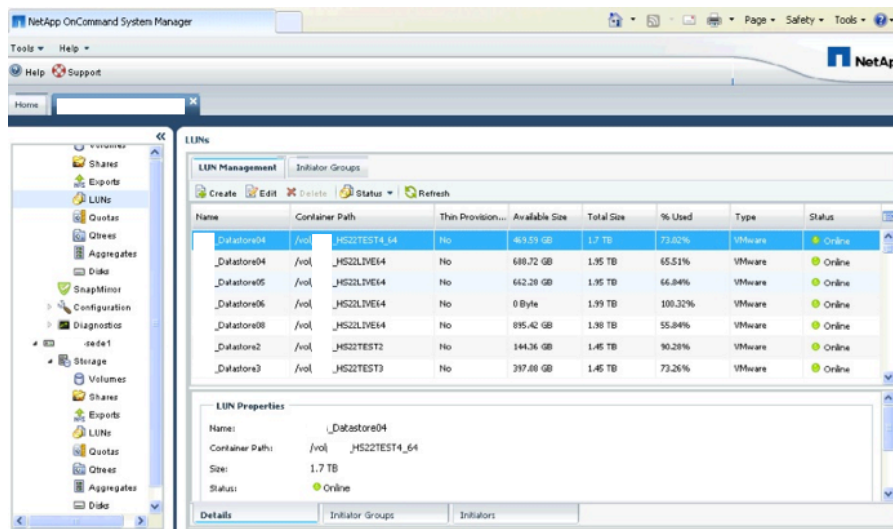 NetApp OnCommand System Manager
Page Safety Tools
Tools Help
NetAp
Help Support
Home
LUNs
Volumes
Shares
Exports
LUNs
Quotas
Qtrees
Aggregates
Disks
SnapMirror
Configuration
Diagnostics
sede1
Storage
Volumes
Shares
Exports
LUNs
Quotas
Qtrees
Aggregates
Disks
LUN Management Initiator Groups
Create Edit Delete Status Refresh
Name Container Path Thin Provision... Available Size Total Size % Used Type Status
_Datastore04 /vol/ _HS22TEST4_64 No 469.59 GB 1.7 TB 73.02% VMware Online
_Datastore04 /vol/ _HS22LIVE64 No 688.72 GB 1.95 TB 65.51% VMware Online
_Datastore05 /vol/ _HS22LIVE64 No 662.28 GB 1.95 TB 66.84% VMware Online
_Datastore06 /vol/ _HS22LIVE64 No 0 Byte 1.99 TB 100.32% VMware Online
_Datastore08 /vol/ _HS22LIVE64 No 895.42 GB 1.98 TB 55.84% VMware Online
_Datastore2 /vol/ _HS22TEST2 No 144.36 GB 1.45 TB 90.28% VMware Online
_Datastore3 /vol/ _HS22TEST3 No 397.08 GB 1.45 TB 73.26% VMware Online
LUN Properties
Name: _Datastore04
Container Path: /vol/ _HS22TEST4_64
Size: 1.7 TB
Status: Online
Details Initiator Groups Initiators